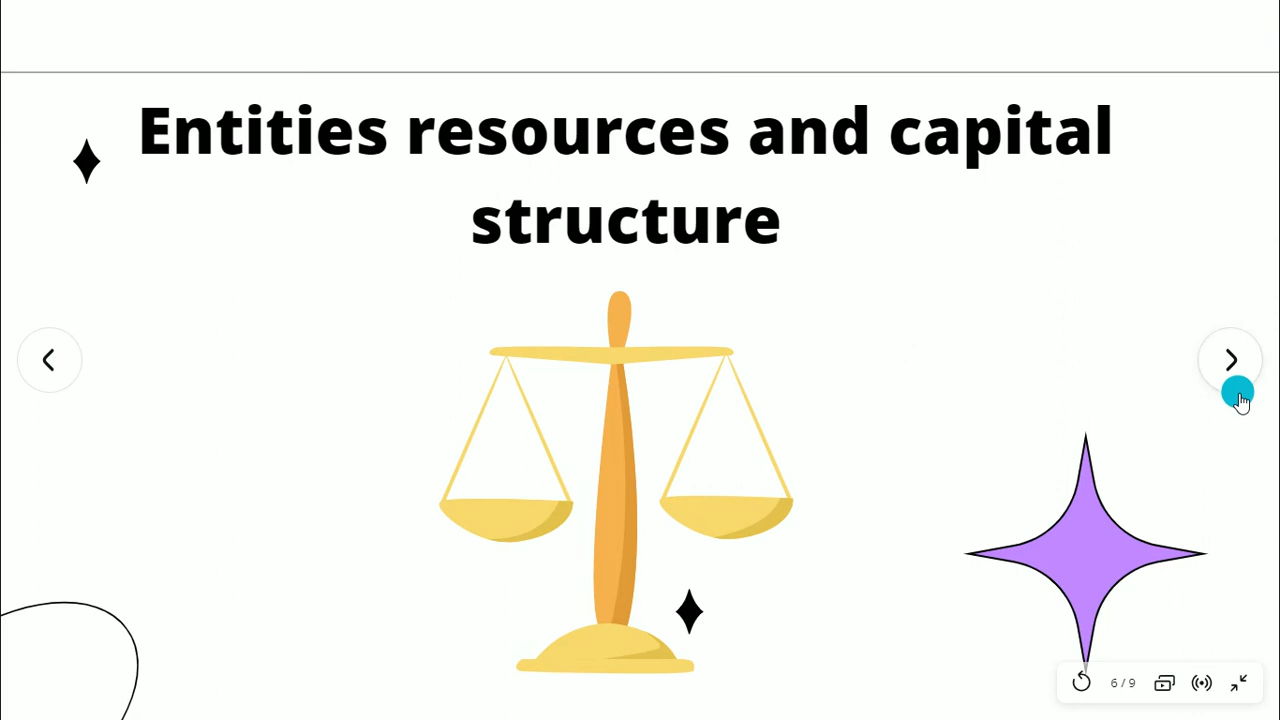 Entities resources and capital
structure
6 / 9